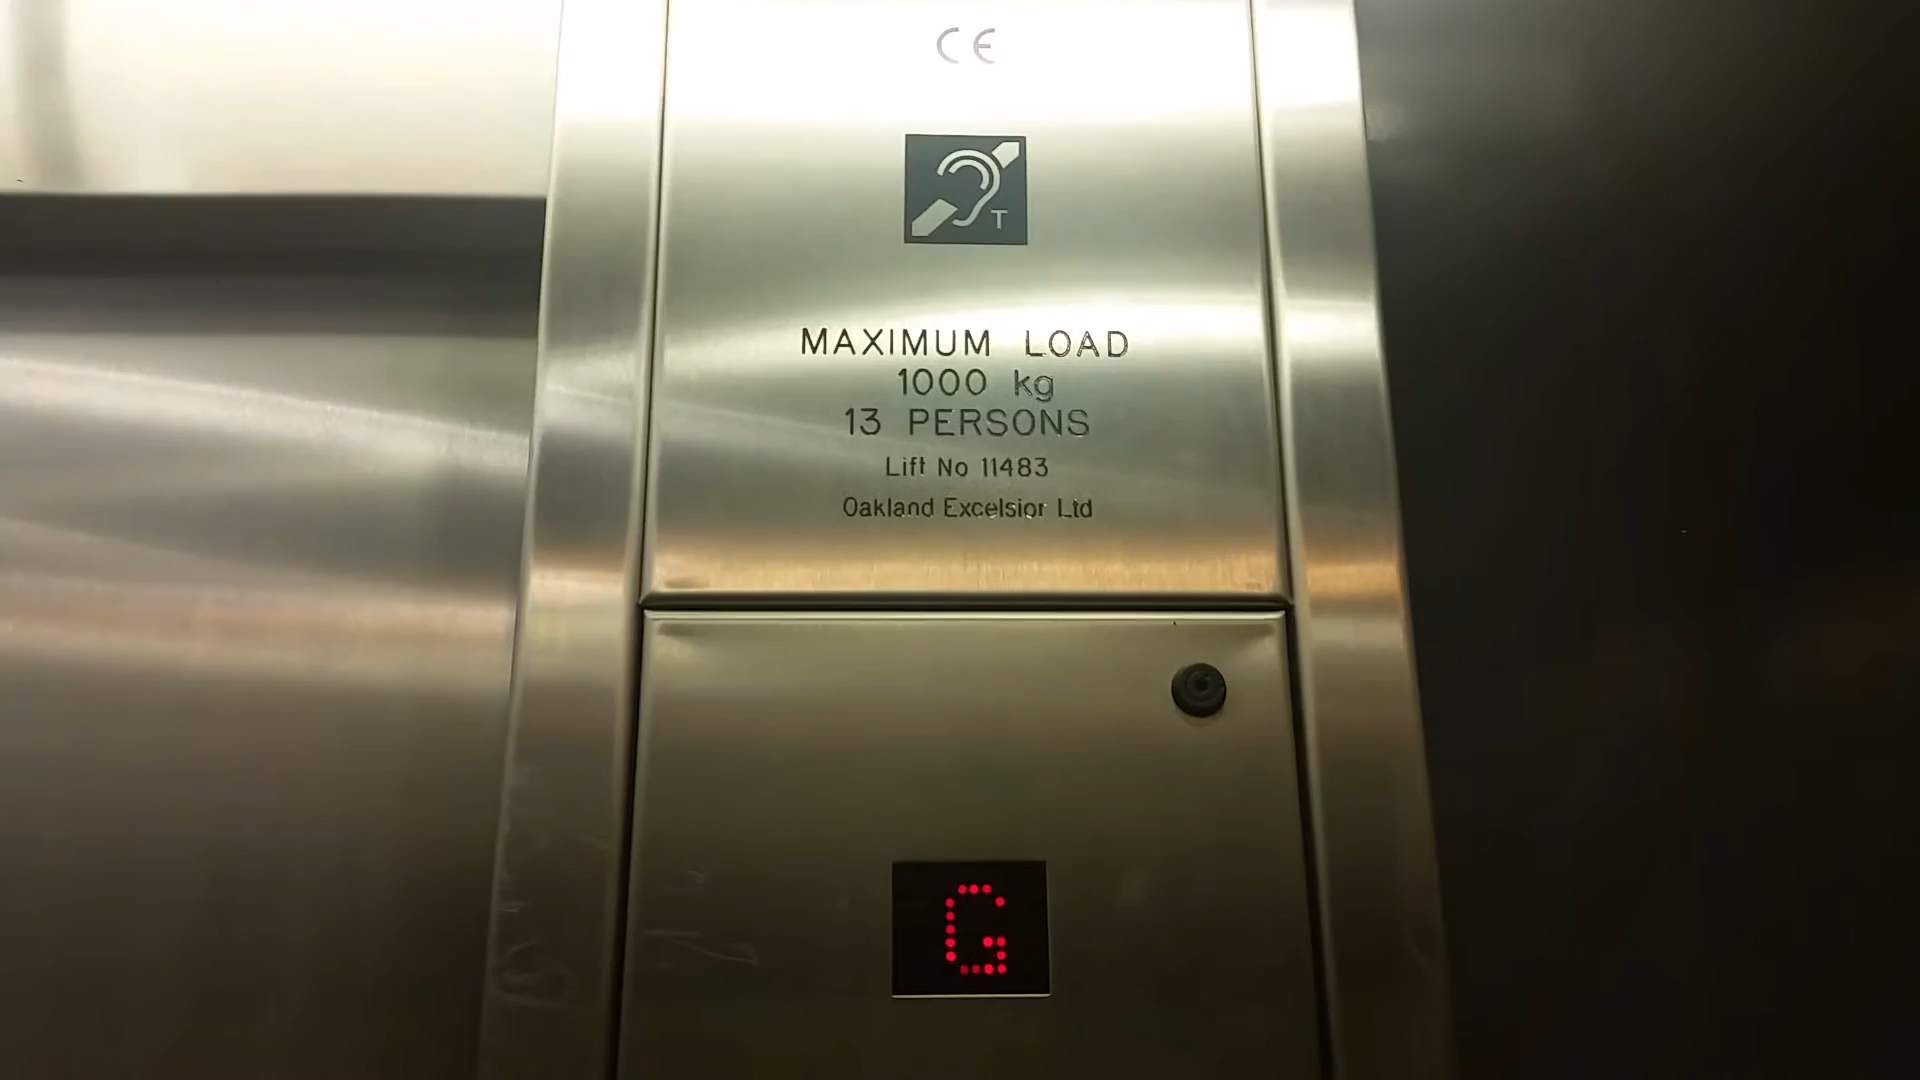 CE
T
MAXIMUM LOAD
1000 kg
13 PERSONS
Lift No 11483
Oakland Excelsior Ltd
G